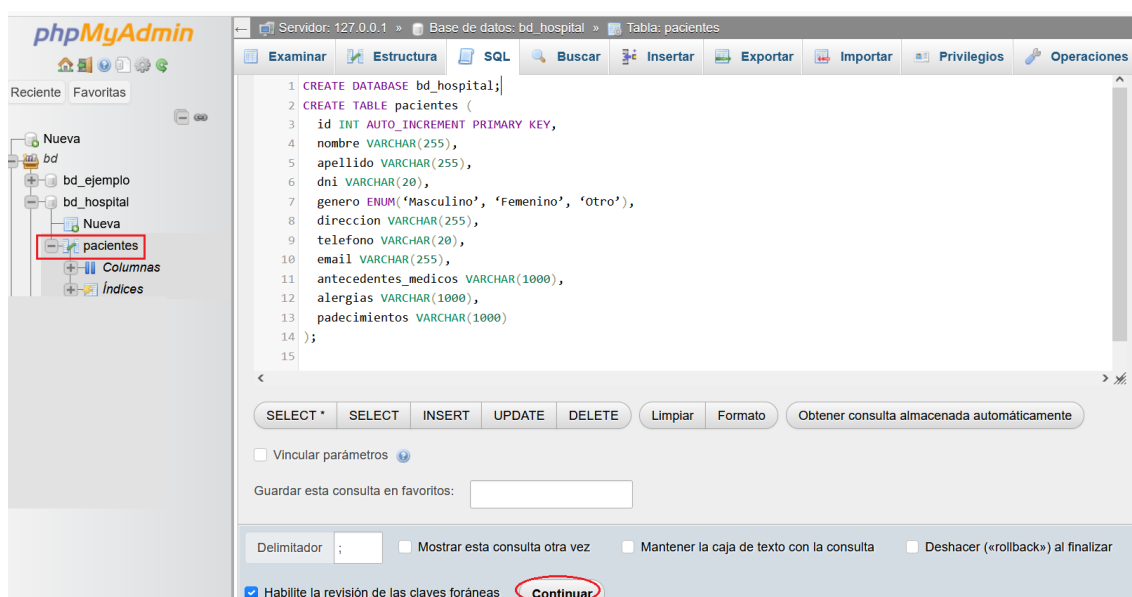 phpMyAdmin
Reciente Favoritas
Nueva
bd
bd_ejemplo
bd_hospital
Nueva
pacientes
Columnas
Índices
Servidor: 127.0.0.1 » Base de datos: bd_hospital » Tabla: pacientes
Examinar Estructura SQL Buscar Insertar Exportar Importar Privilegios Operaciones
1 CREATE DATABASE bd_hospital;
2 CREATE TABLE pacientes (
3 id INT AUTO_INCREMENT PRIMARY KEY,
4 nombre VARCHAR(255),
5 apellido VARCHAR(255),
6 dni VARCHAR(20),
7 genero ENUM(‘Masculino’, ‘Femenino’, ‘Otro’),
8 direccion VARCHAR(255),
9 telefono VARCHAR(20),
10 email VARCHAR(255),
11 antecedentes_medicos VARCHAR(1000),
12 alergias VARCHAR(1000),
13 padecimientos VARCHAR(1000)
14 );
15
SELECT * SELECT INSERT UPDATE DELETE Limpiar Formato Obtener consulta almacenada automáticamente
Vincular parámetros
Guardar esta consulta en favoritos:
Delimitador ; Mostrar esta consulta otra vez Mantener la caja de texto con la consulta Deshacer («rollback») al finalizar
Habilite la revisión de las claves foráneas Continuar